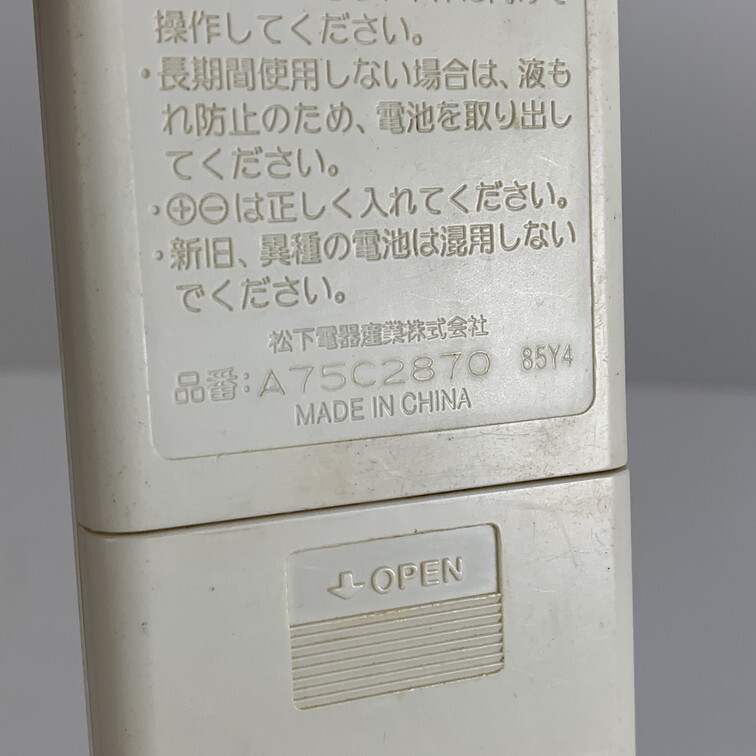 操作してください。
・長期間使用しない場合は、液も
れ防止のため、電池を取り出し
てください。
・⊕⊖は正しく入れてください。
・新旧、異種の電池は混用しない
でください。
松下電器産業株式会社
品番:A75C2870 85Y4
MADE IN CHINA
OPEN